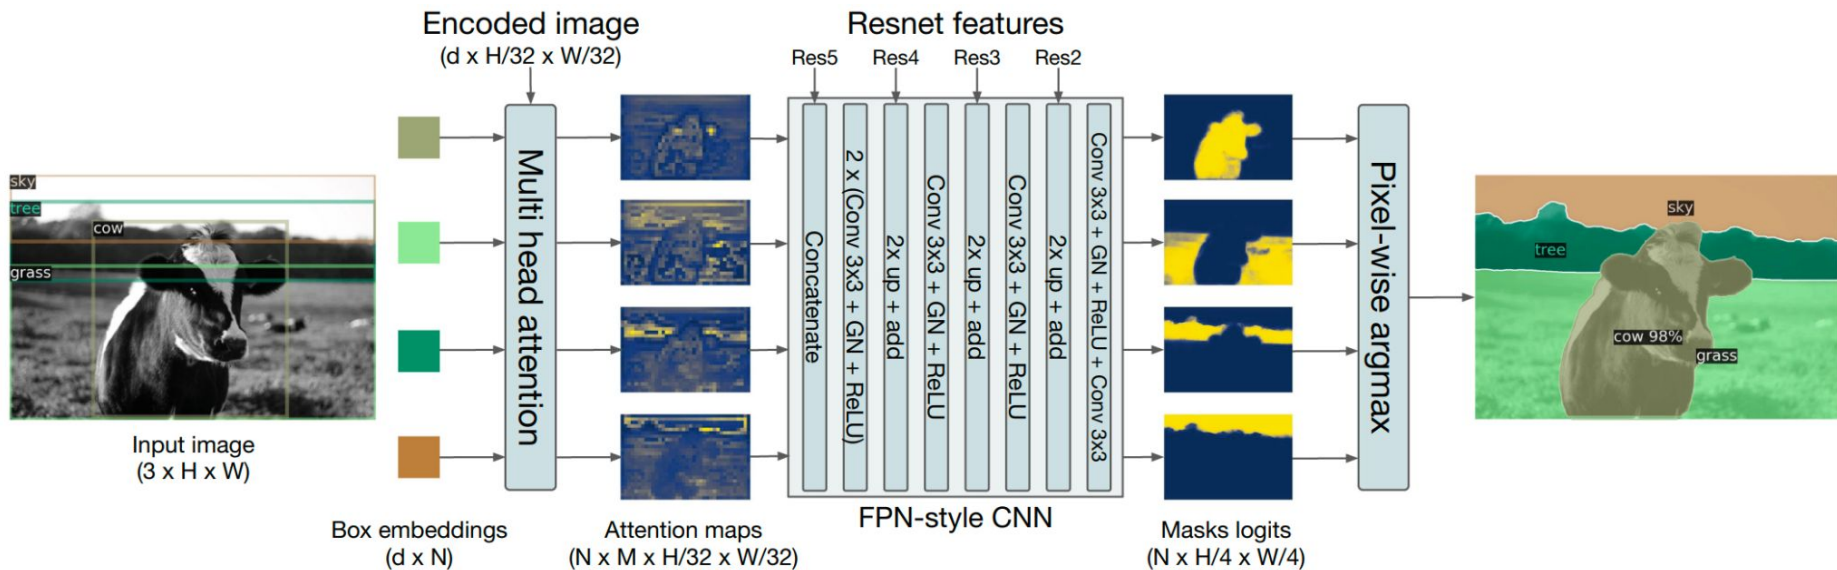 Encoded image
(d x H/32 x W/32)
Resnet features
Res5
Res4
Res3
Res2
sky
tree
cow
grass
Input image
(3 x H x W)
Box embeddings
(d x N)
Multi head attention
Attention maps
(N x M x H/32 x W/32)
Concatenate
2 x (Conv 3x3 + GN + ReLU)
2x up + add
Conv 3x3 + GN + ReLU
2x up + add
Conv 3x3 + GN + ReLU
2x up + add
Conv 3x3 + GN + ReLU + Conv 3x3
FPN-style CNN
Masks logits
(N x H/4 x W/4)
Pixel-wise argmax
sky
tree
cow 98%
grass